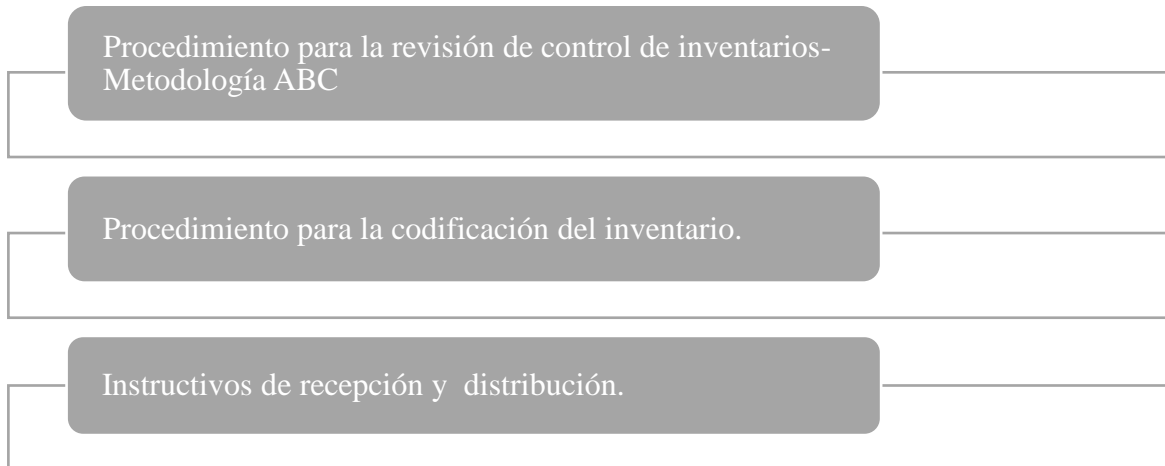 Procedimiento para la revisión de control de inventarios-
Metodología ABC
Procedimiento para la codificación del inventario.
Instructivos de recepción y  distribución.